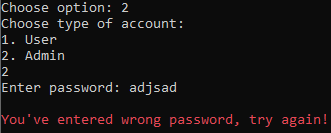 Choose option: 2
Choose type of account:
1. User
2. Admin
2
Enter password: adjsad
You've entered wrong password, try again!